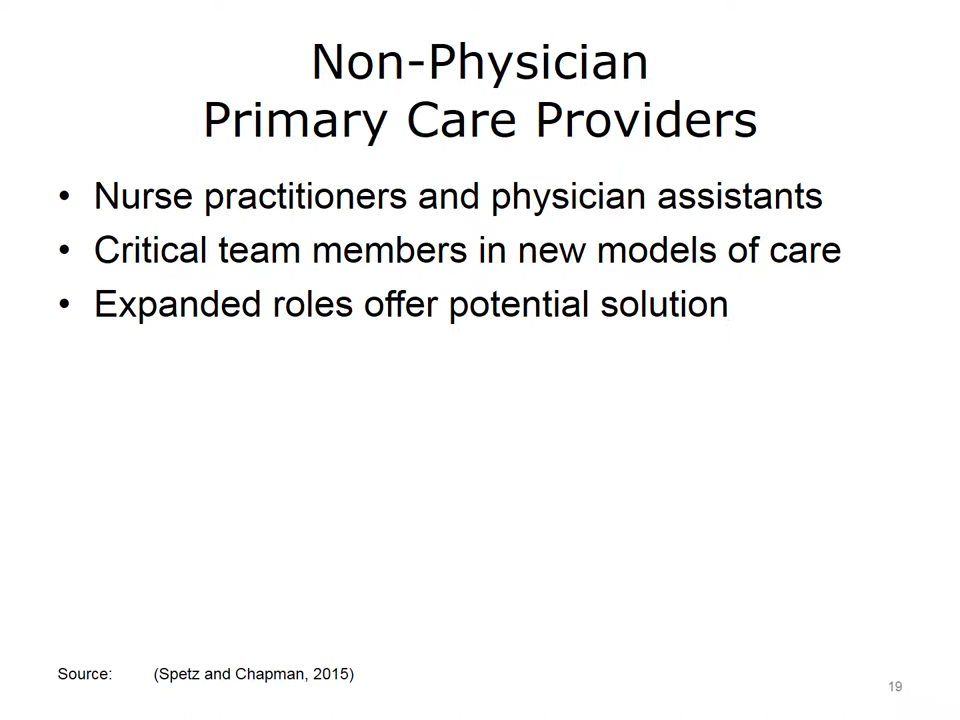 Non-Physician
Primary Care Providers
• Nurse practitioners and physician assistants
• Critical team members in new models of care
• Expanded roles offer potential solution
Source: (Spetz and Chapman, 2015)
19